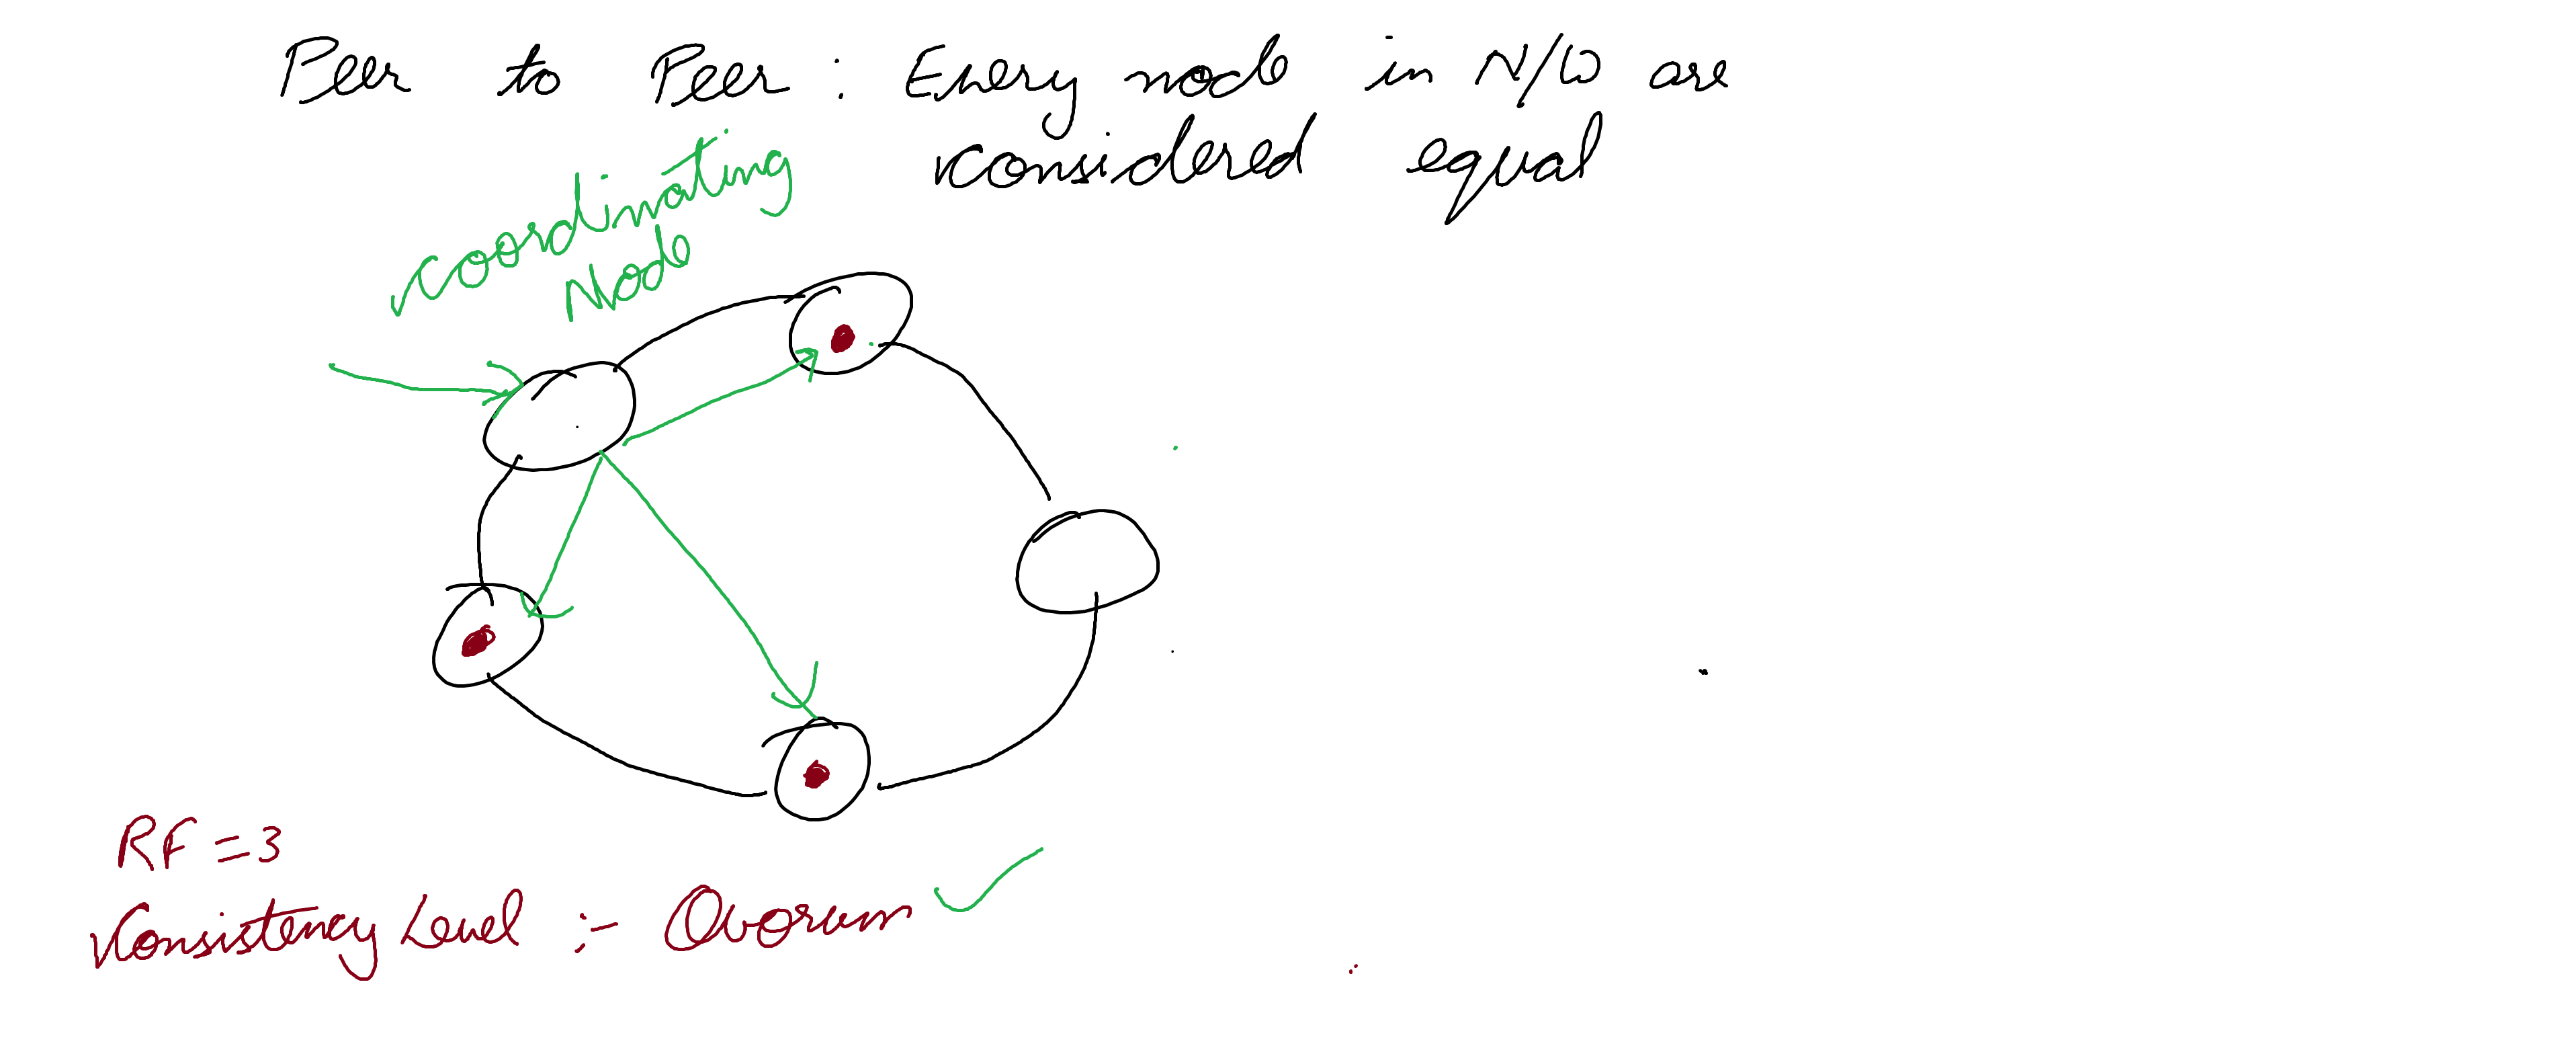 Peer to Peer : Every node in N/W are
considered equal
coordinating
Node
RF = 3
Consistency Level :- Quorum